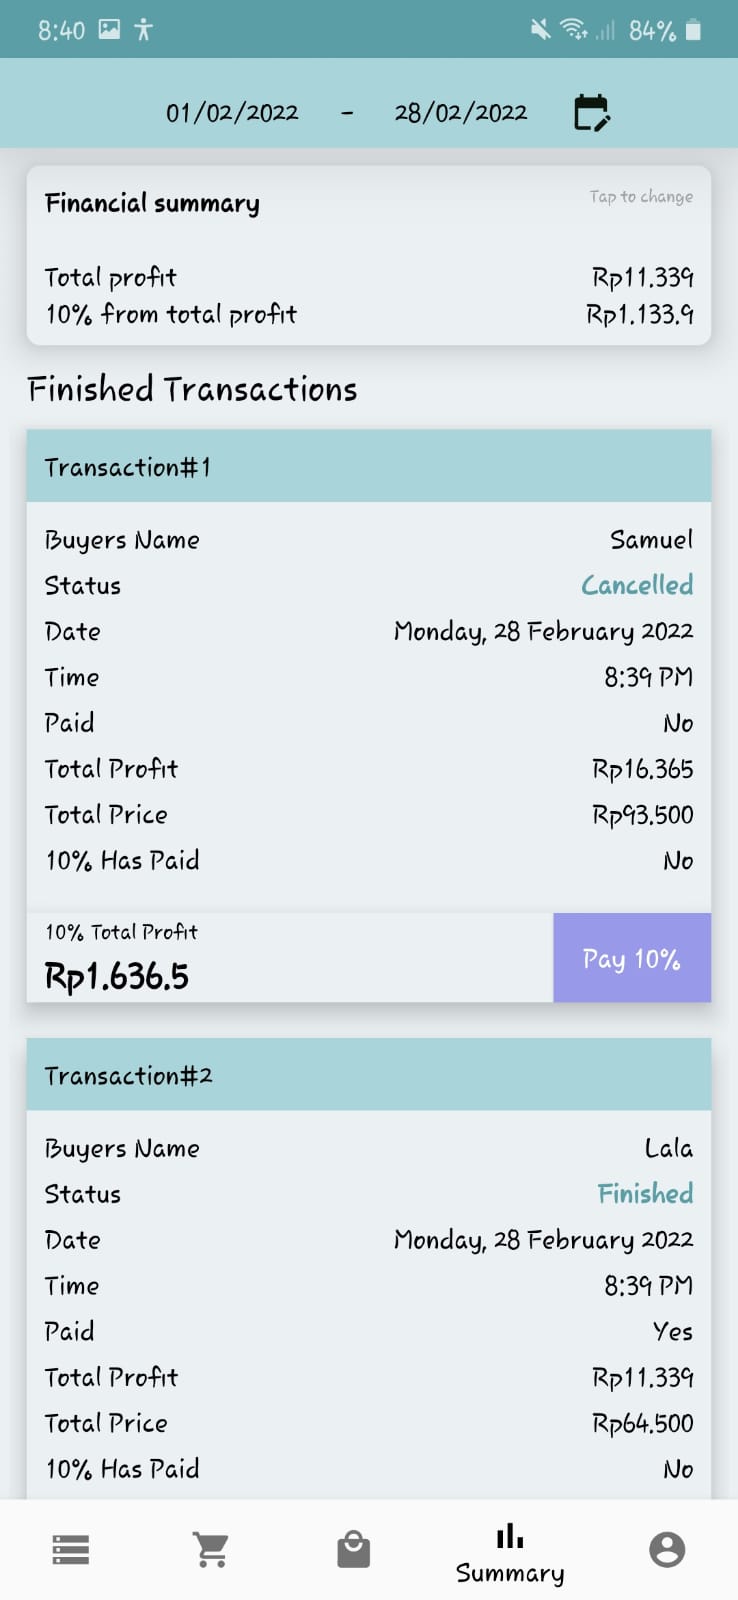 8:40 84%
01/02/2022 - 28/02/2022
Financial summary Tap to change
Total profit Rp11.339
10% from total profit Rp1.133.9
Finished Transactions
Transaction#1
Buyers Name Samuel
Status Cancelled
Date Monday, 28 February 2022
Time 8:39 PM
Paid No
Total Profit Rp16.365
Total Price Rp93.500
10% Has Paid No
10% Total Profit
Rp1.636.5 Pay 10%
Transaction#2
Buyers Name Lala
Status Finished
Date Monday, 28 February 2022
Time 8:39 PM
Paid Yes
Total Profit Rp11.339
Total Price Rp64.500
10% Has Paid No
Summary